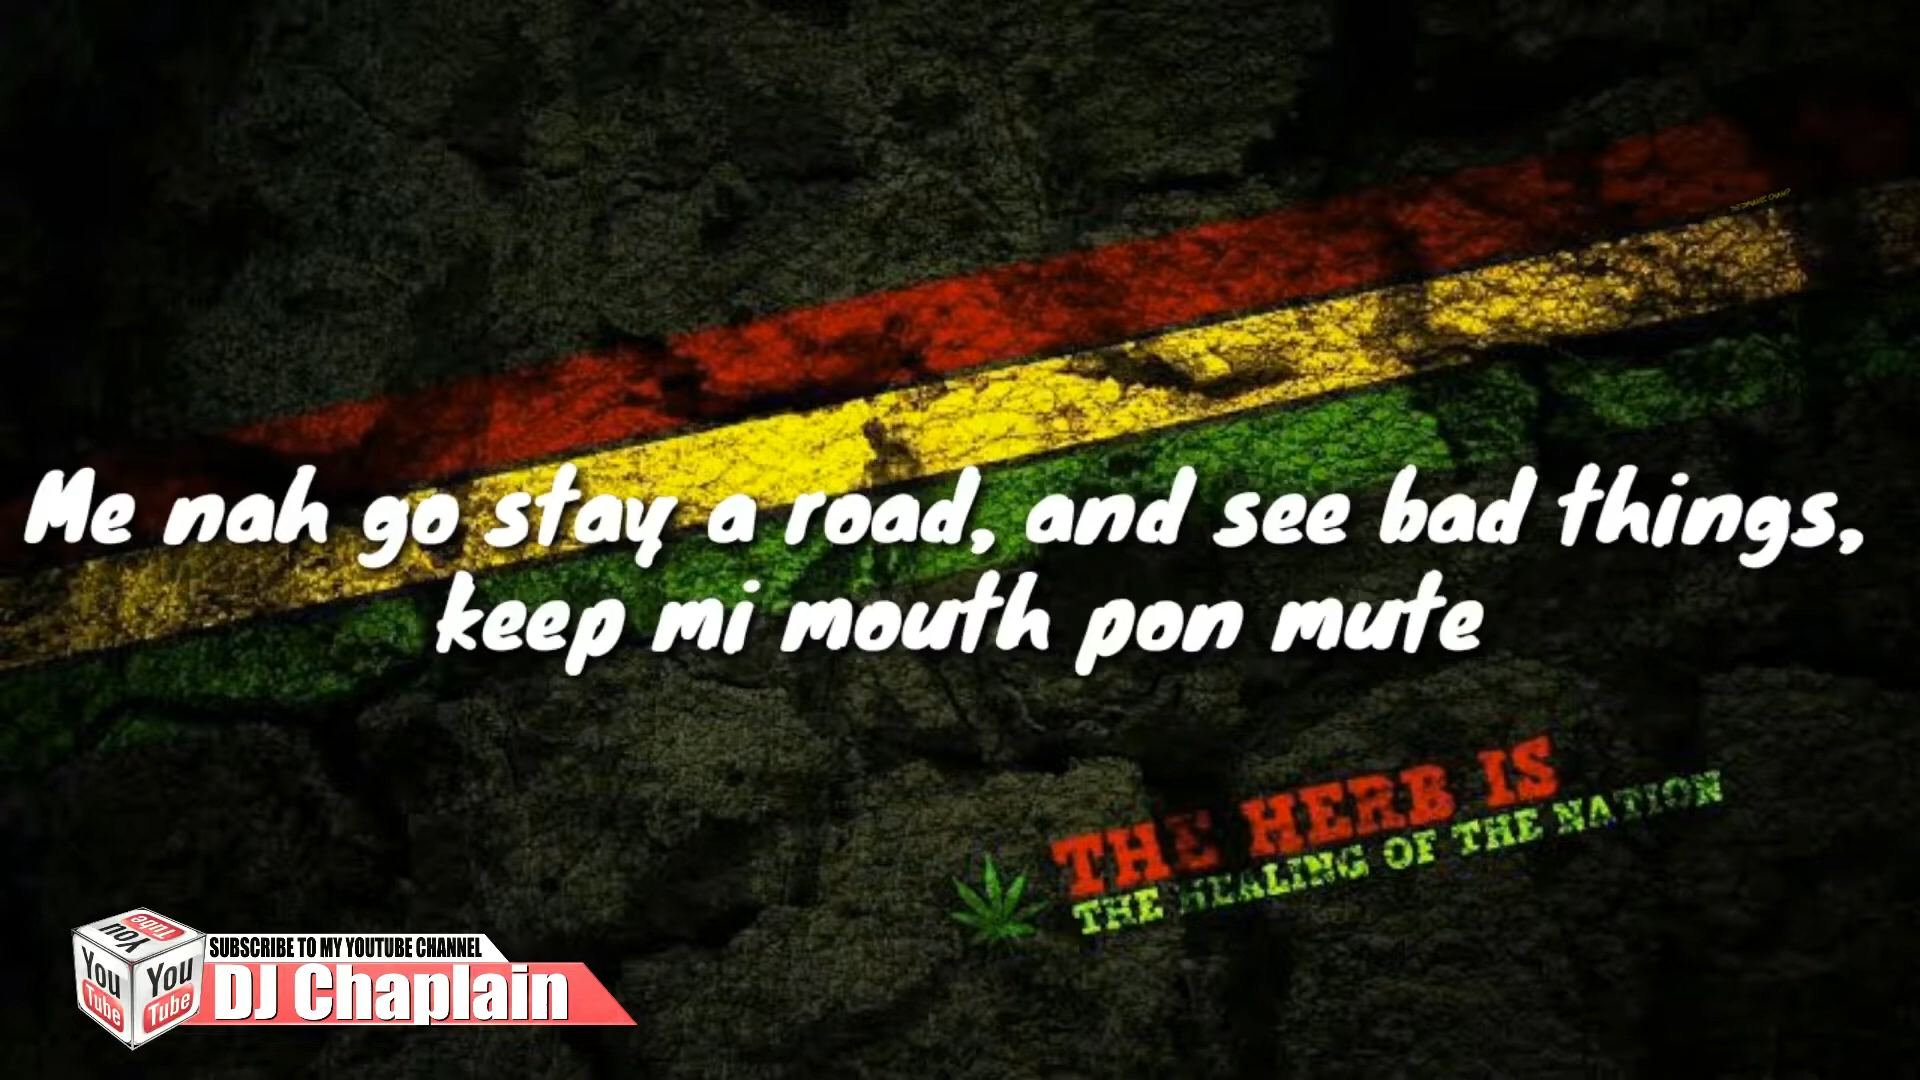 Me nah go stay a road, and see bad things,
keep mi mouth pon mute
THE HERB IS
THE HEALING OF THE NATION
You
Tube
You
Tube
You
Tube
SUBSCRIBE TO MY YOUTUBE CHANNEL
DJ Chaplain